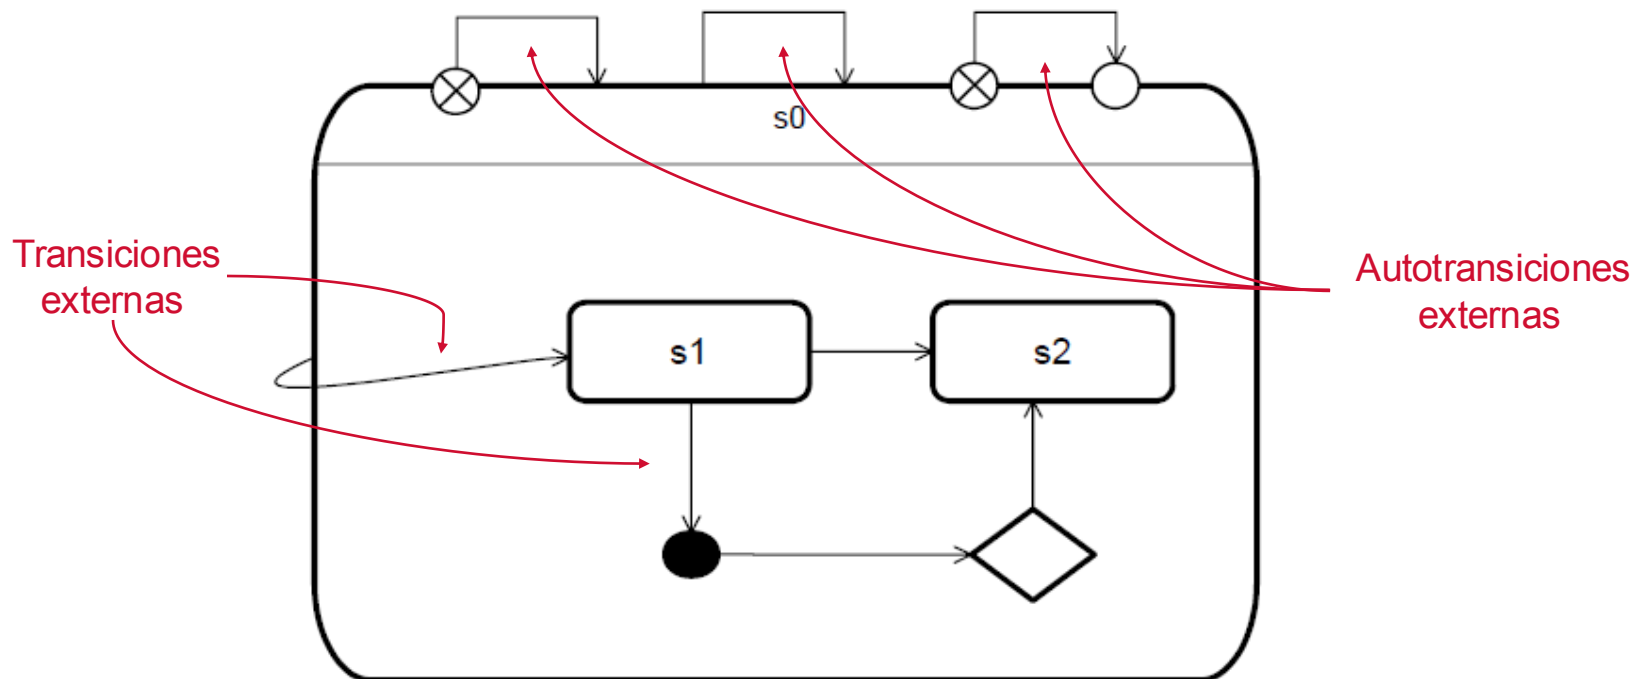 s0
Transiciones
externas
Autotransiciones
externas
s1
s2